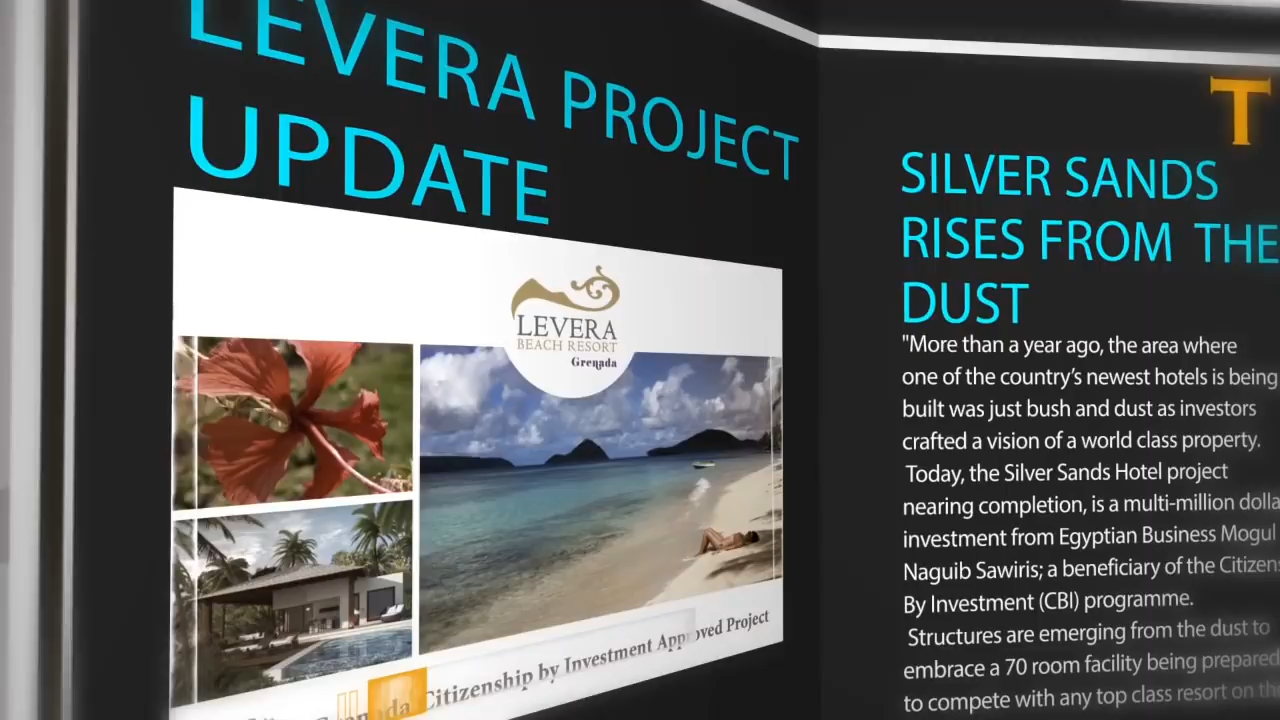 LEVERA PROJECT
UPDATE
LEVERA
BEACH RESORT
Grenada
Grenada Citizenship by Investment Approved Project
T
SILVER SANDS
RISES FROM THE
DUST
"More than a year ago, the area where
one of the country's newest hotels is being
built was just bush and dust as investors
crafted a vision of a world class property.
Today, the Silver Sands Hotel project
nearing completion, is a multi-million dolla
investment from Egyptian Business Mogul
Naguib Sawiris; a beneficiary of the Citizen
By Investment (CBI) programme.
Structures are emerging from the dust to
embrace a 70 room facility being prepared
to compete with any top class resort on th